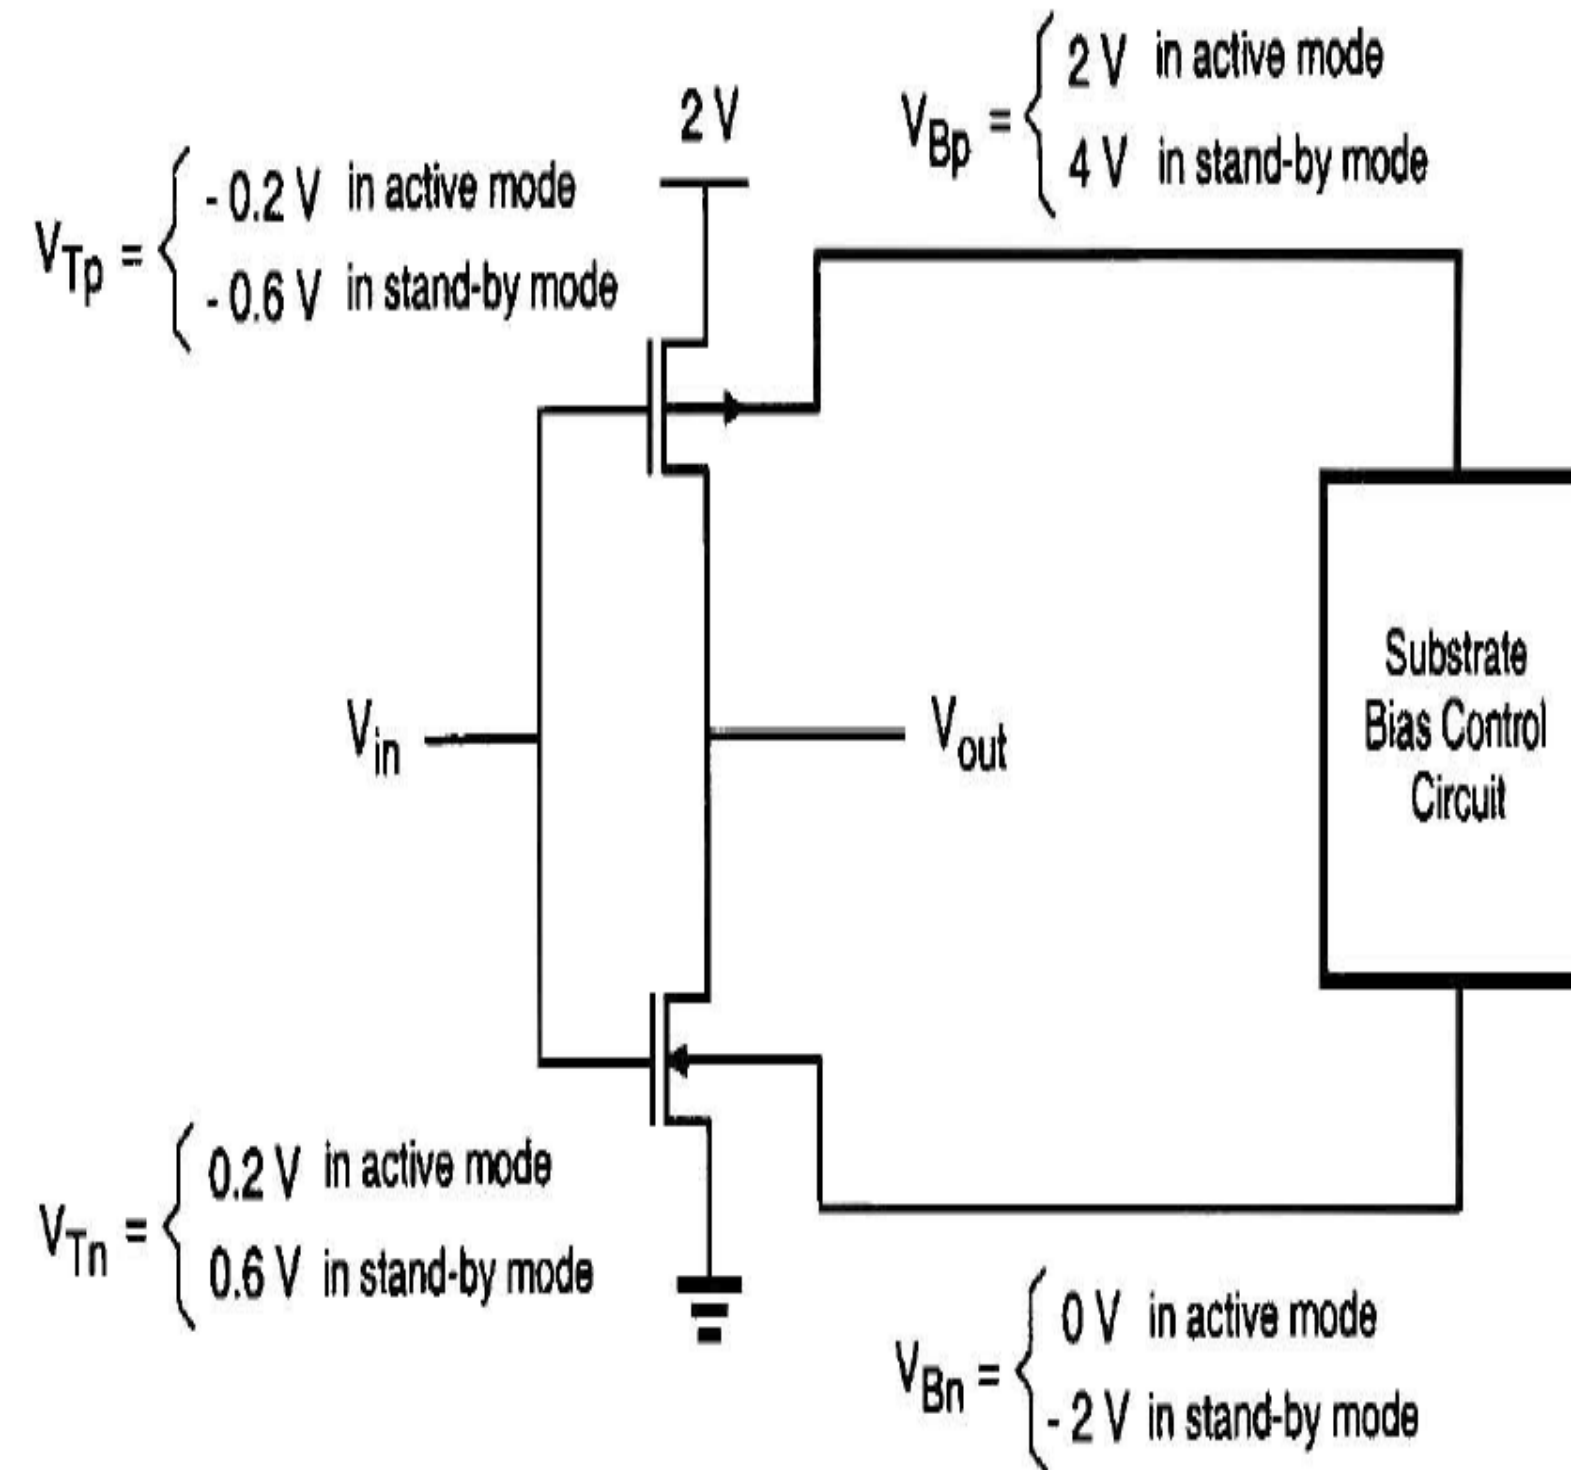 2 V
V_Bp = { 2 V in active mode
4 V in stand-by mode
V_Tp = { - 0.2 V in active mode
- 0.6 V in stand-by mode
Substrate
Bias Control
Circuit
V_in
V_out
V_Tn = { 0.2 V in active mode
0.6 V in stand-by mode
V_Bn = { 0 V in active mode
- 2 V in stand-by mode